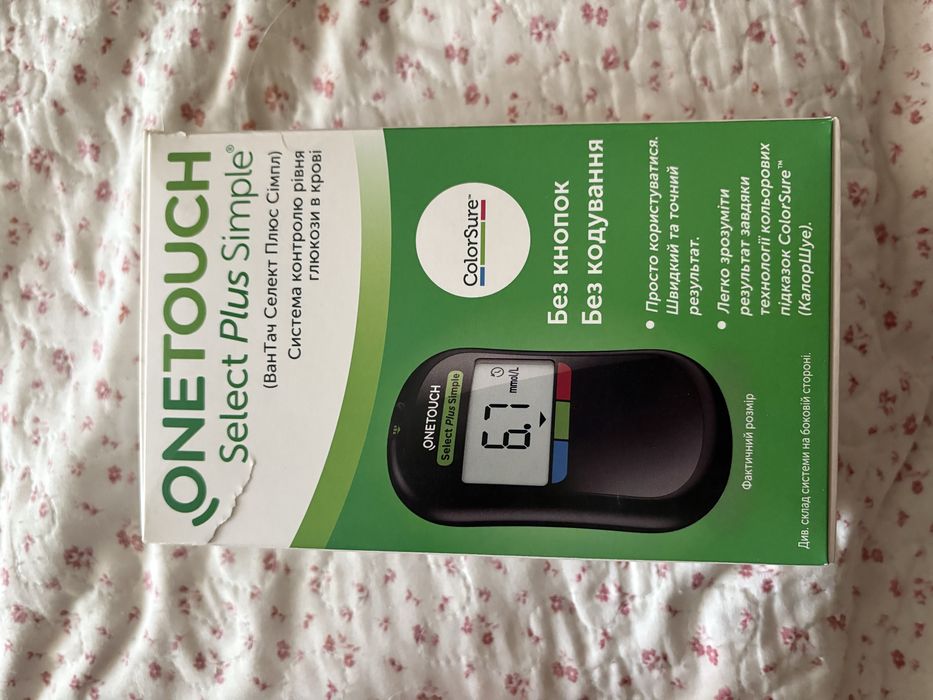 ONETOUCH
Select Plus Simple®
(ВанТач Селект Плюс Сімпл)
Система контролю рівня
глюкози в крові
ColorSure™
Без кнопок
Без кодування
• Просто користуватися.
Швидкий та точний
результат.
• Легко зрозуміти
результат завдяки
технології кольорових
підказок ColorSure™
(КалорШуе).
ONETOUCH
Select Plus Simple
6.7
mmol/L
Фактичний розмір
Див. склад системи на боковій стороні.